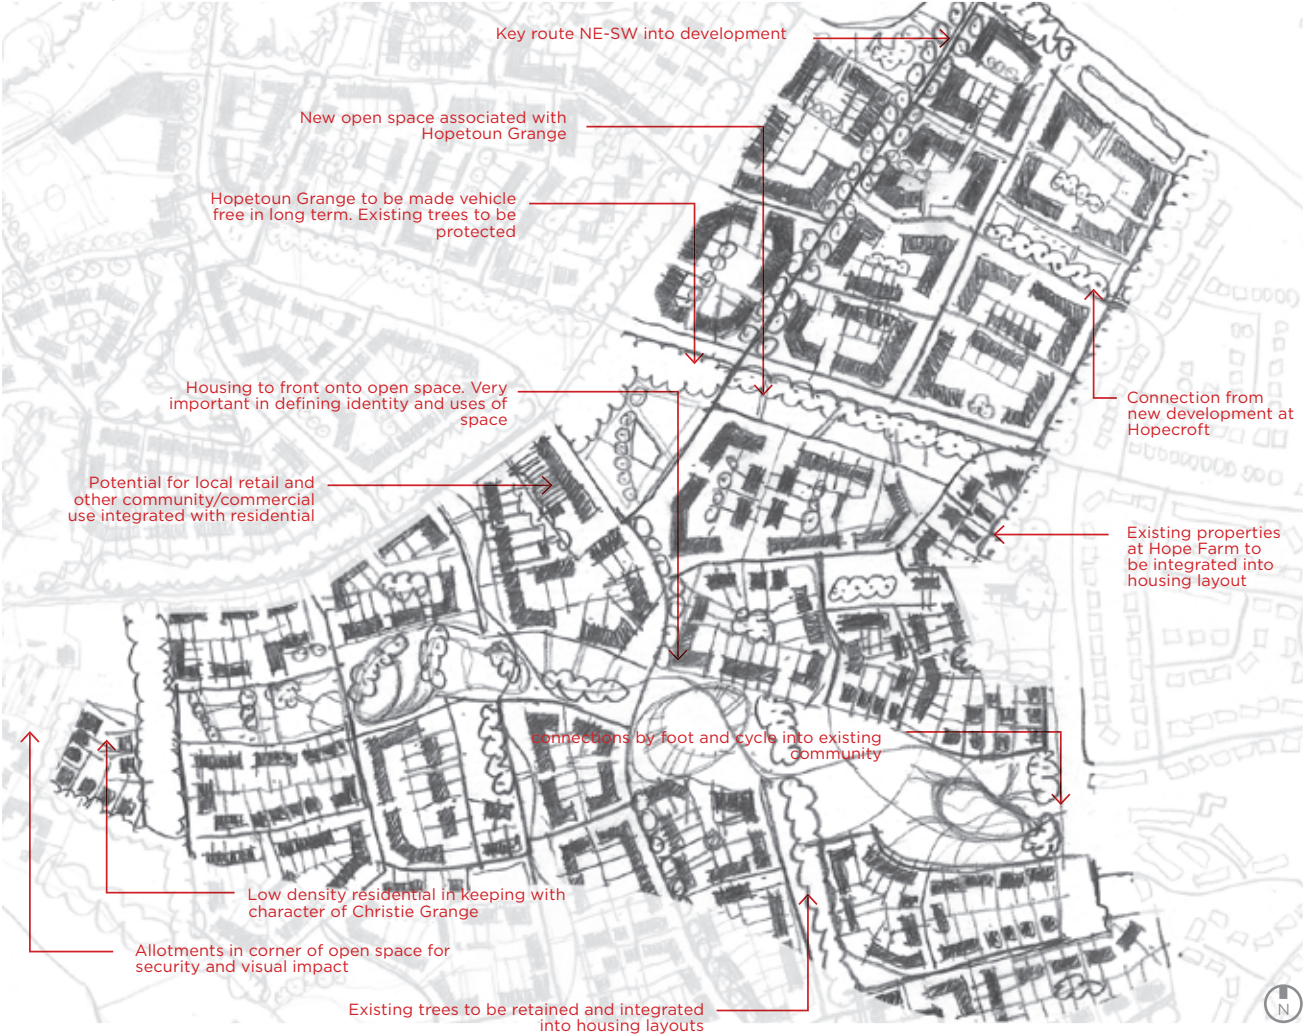 Key route NE-SW into development
New open space associated with
Hopetoun Grange
Hopetoun Grange to be made vehicle
free in long term. Existing trees to be
protected
Housing to front onto open space. Very
important in defining identity and uses of
space
Connection from
new development at
Hopecroft
Potential for local retail and
other community/commercial
use integrated with residential
Existing properties
at Hope Farm to
be integrated into
housing layout
connections by foot and cycle into existing
community
Low density residential in keeping with
character of Christie Grange
Allotments in corner of open space for
security and visual impact
Existing trees to be retained and integrated
into housing layouts
N